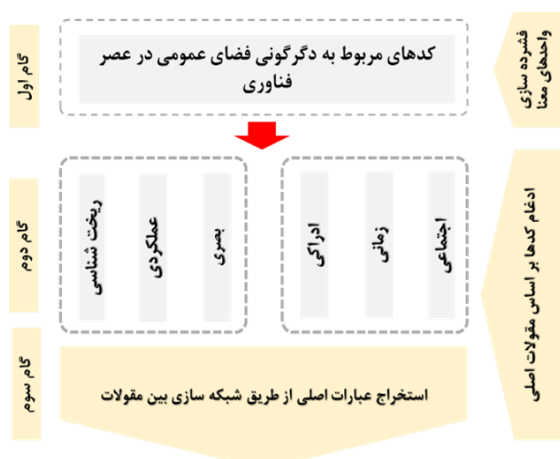 فشرده سازی
واحدهای معنا
کدهای مربوط به دگرگونی فضای عمومی در عصر
فناوری
گام اول
ادغام کدها بر اساس مقولات اصلی
اجتماعی
زمانی
ادراکی
بصری
عملکردی
ریخت شناسی
گام دوم
استخراج عبارات اصلی از طریق شبکه سازی بین مقولات
گام سوم